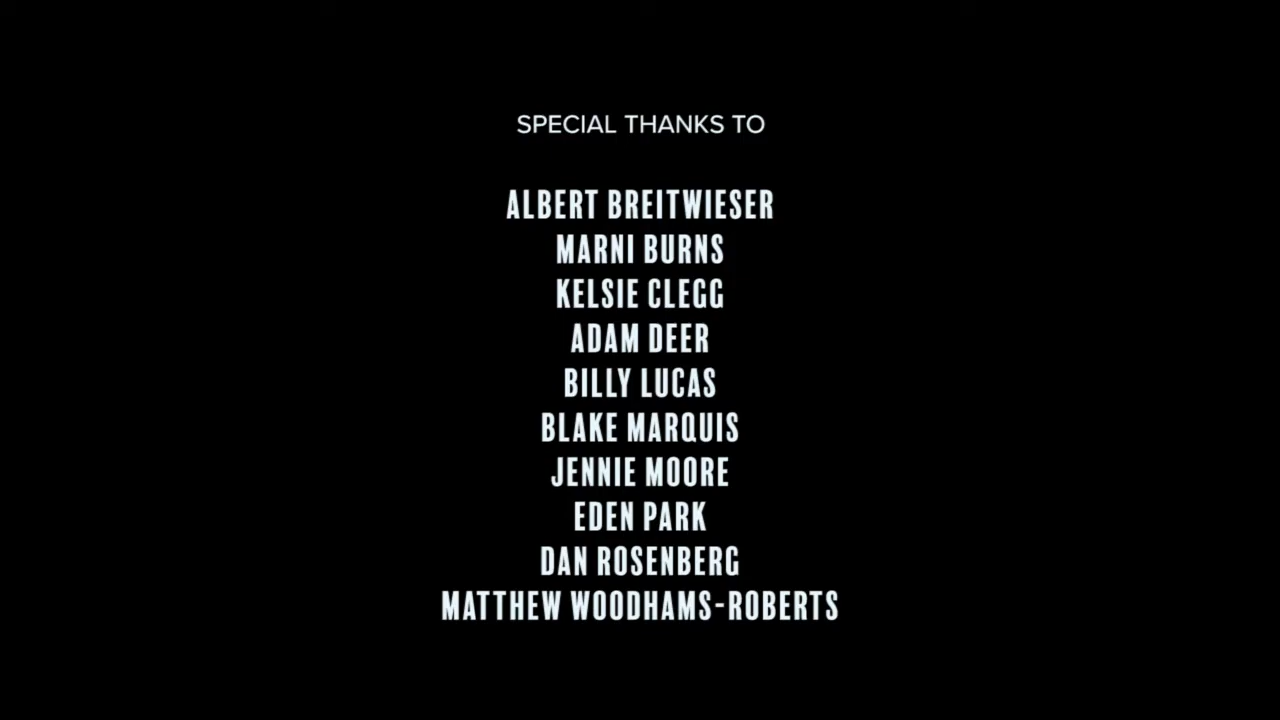 SPECIAL THANKS TO
ALBERT BREITWIESER
MARNI BURNS
KELSIE CLEGG
ADAM DEER
BILLY LUCAS
BLAKE MARQUIS
JENNIE MOORE
EDEN PARK
DAN ROSENBERG
MATTHEW WOODHAMS-ROBERTS